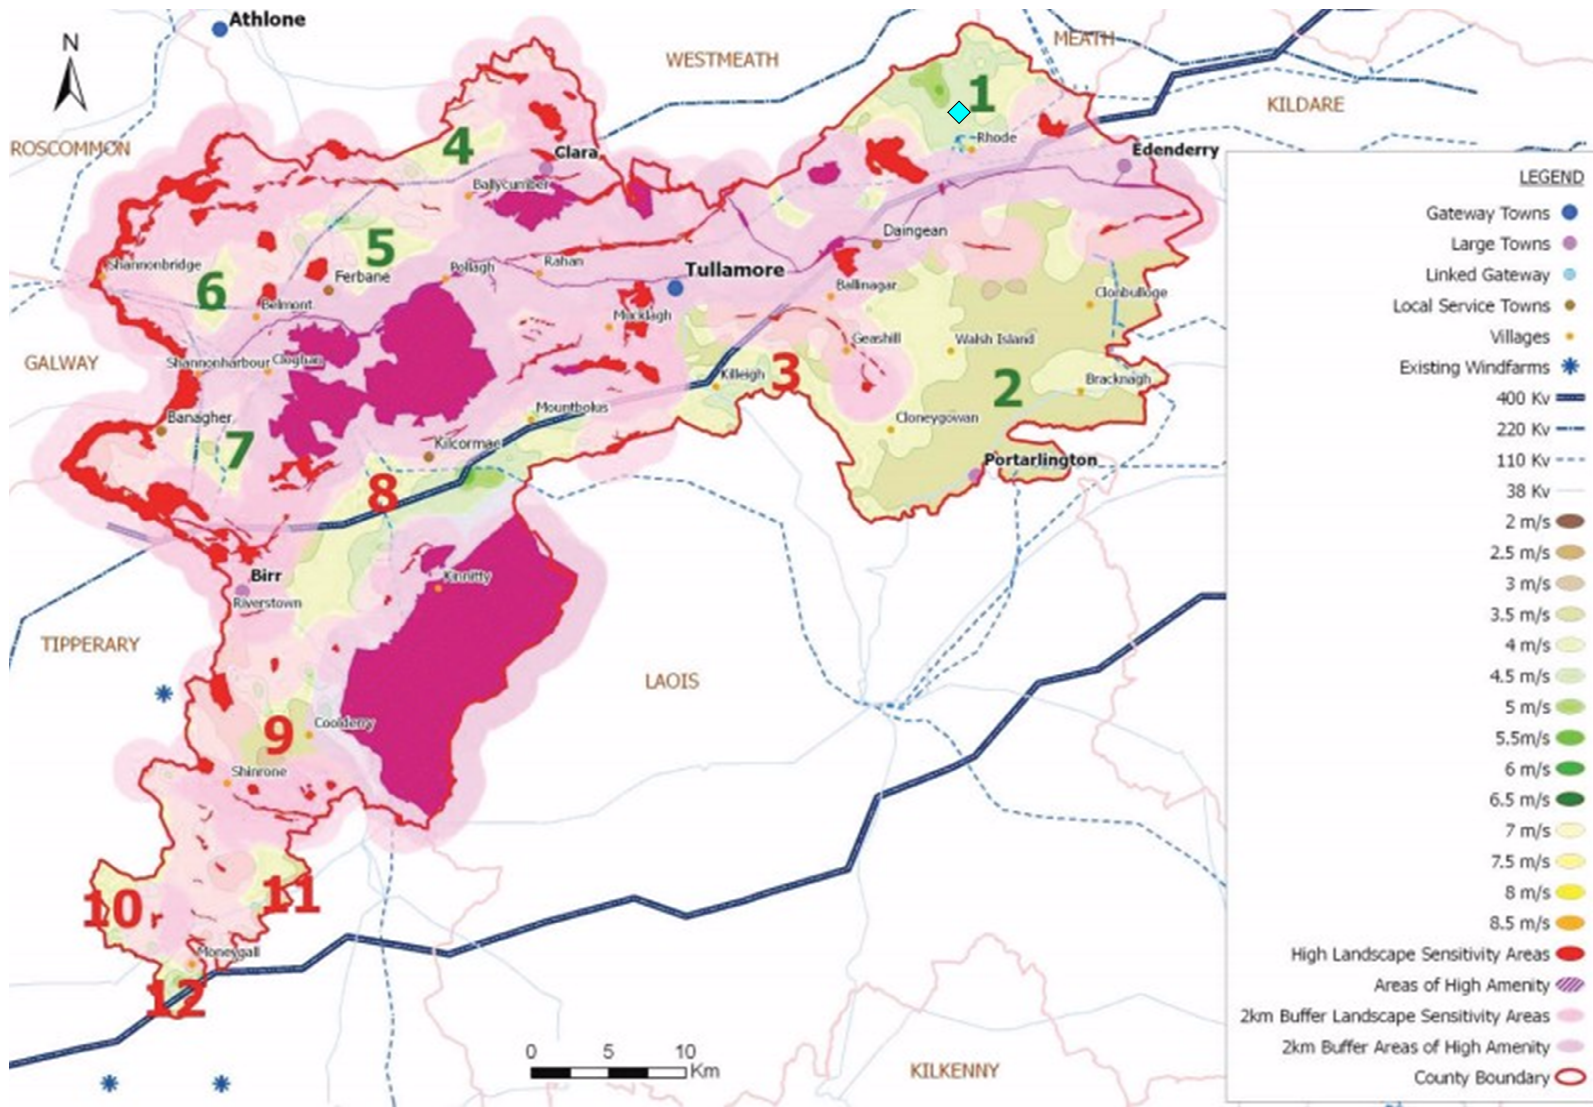 Athlone
N
MEATH
WESTMEATH
1
KILDARE
ROSCOMMON
4
Rhode
Clara
Edenderry
Ballycumber
LEGEND
Gateway Towns
5
Daingean
Large Towns
Shannonbridge
Pollagh
Rahan
Tullamore
Linked Gateway
6
Ferbane
Ballinagar
Clonbulloge
Belmont
Local Service Towns
Mucklagh
Villages
GALWAY
Shannonharbour
Cloghan
Geashill
Walsh Island
Existing Windfarms
Killeigh
3
2
Bracknagh
400 Kv
Banagher
Mountbolus
Cloneygowan
220 Kv
7
Kilcormac
Portarlington
110 Kv
8
38 Kv
2 m/s
2.5 m/s
Birr
Kinnitty
3 m/s
Riverstown
3.5 m/s
TIPPERARY
4 m/s
LAOIS
4.5 m/s
5 m/s
9
Coolderry
5.5m/s
Shinrone
6 m/s
6.5 m/s
7 m/s
7.5 m/s
10
11
8 m/s
8.5 m/s
Moneygall
High Landscape Sensitivity Areas
12
Areas of High Amenity
2km Buffer Landscape Sensitivity Areas
0 5 10
Km
2km Buffer Areas of High Amenity
KILKENNY
County Boundary